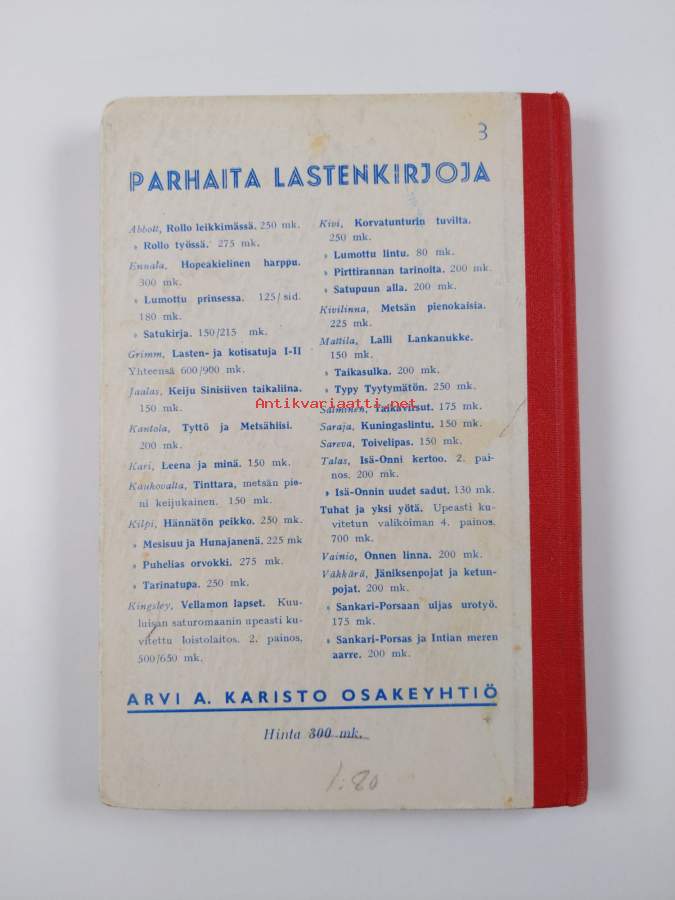 3
PARHAITA LASTENKIRJOJA
Abbott, Rollo leikkimässä. 250 mk.
» Rollo työssä. 275 mk.
Ennala, Hopeakielinen harppu.
300 mk.
» Lumottu prinsessa. 125/sid.
180 mk.
» Satukirja. 150/215 mk.
Grimm, Lasten- ja kotisatuja I-II
Yhteensä 600/900 mk.
Jaalas, Keiju Sinisiiven taikaliina.
150 mk.
Kantola, Tyttö ja Metsähiisi.
200 mk.
Kari, Leena ja minä. 150 mk.
Kaukovalta, Tinttara, metsän pie-
ni keijukainen. 150 mk.
Kilpi, Hännätön peikko. 250 mk.
» Mesisuu ja Hunajanenä. 225 mk
» Puhelias orvokki. 275 mk.
» Tarinatupa. 250 mk.
Kingsley, Vellamon lapset. Kuu-
luisan saturomaanin upeasti ku-
vitettu loistolaitos. 2. painos,
500/650 mk.
Kivi, Korvatunturin tuvilta.
250 mk.
» Lumottu lintu. 80 mk.
» Pirttirannan tarinoita. 200 mk.
» Satupuun alla. 200 mk.
Kivilinna, Metsän pienokaisia.
225 mk.
Mattila, Lalli Lankanukke.
150 mk.
» Taikasulka. 200 mk.
» Typy Tyytymätön. 250 mk.
Antikvariaatti.net
Salminen, Taikavirsut. 175 mk.
Saraja, Kuningaslintu. 150 mk.
Sareva, Toivelipas. 150 mk.
Talas, Isä-Onni kertoo. 2. pai-
nos. 200 mk.
» Isä-Onnin uudet sadut. 130 mk.
Tuhat ja yksi yötä. Upeasti ku-
vitetun valikoiman 4. painos.
700 mk.
Vainio, Onnen linna. 200 mk.
Väkkärä, Jäniksenpojat ja ketun-
pojat. 200 mk.
» Sankari-Porsaan uljas urotyö.
175 mk.
» Sankari-Porsas ja Intian meren
aarre. 200 mk.
ARVI A. KARISTO OSAKEYHTIÖ
Hinta 300 mk.
1:80